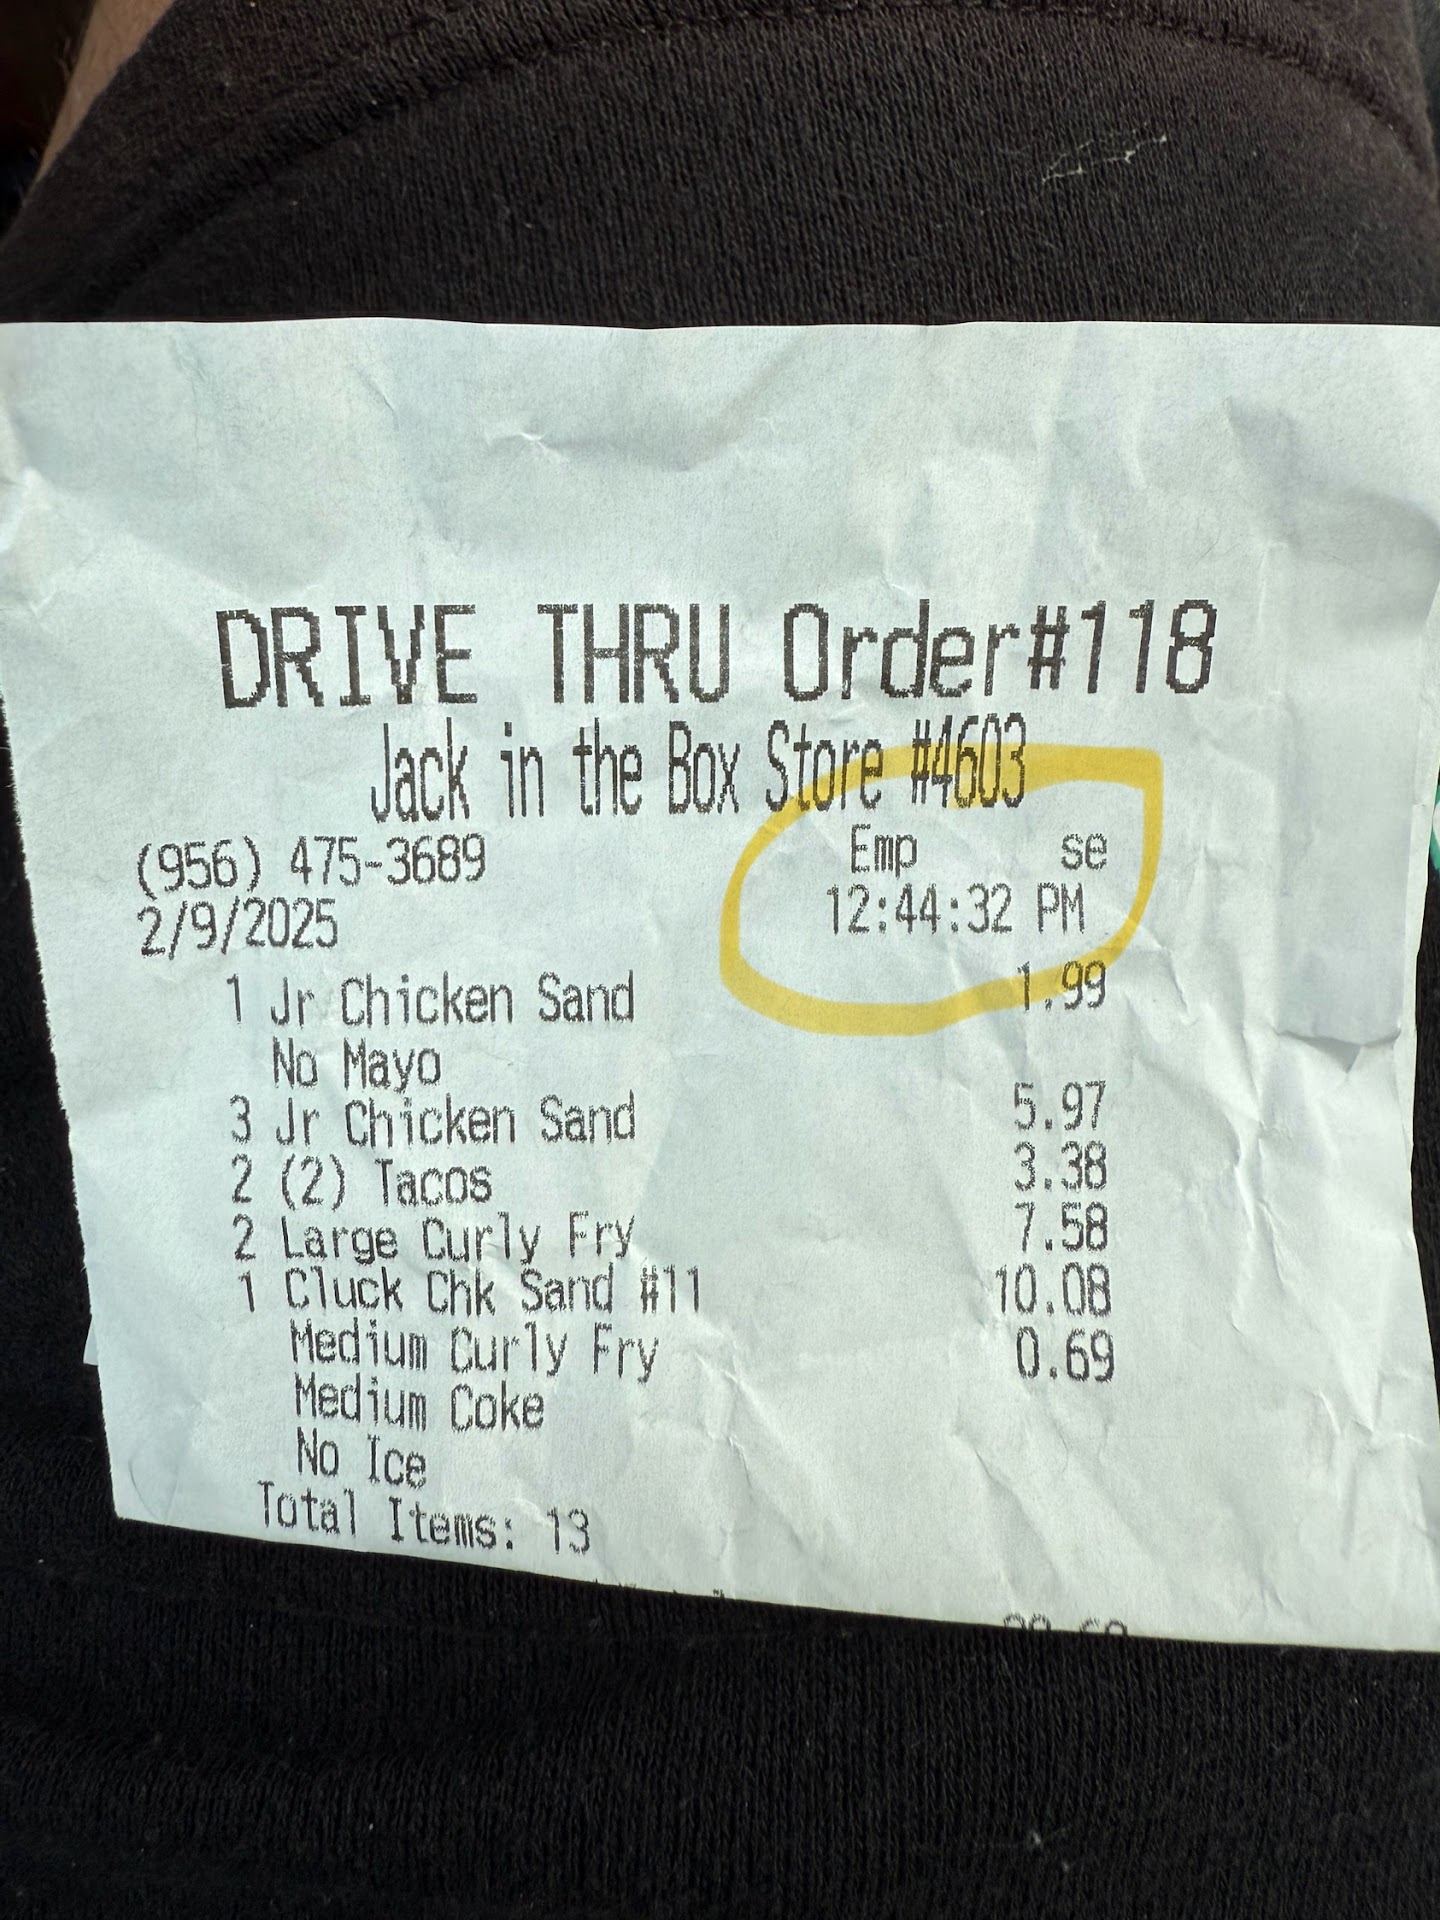 DRIVE THRU Order#118
Jack in the Box Store #4603
(956) 475-3689 Emp se
2/9/2025 12:44:32 PM
1 Jr Chicken Sand 1.99
No Mayo
3 Jr Chicken Sand 5.97
2 (2) Tacos 3.38
2 Large Curly Fry 7.58
1 Cluck Chk Sand #11 10.08
Medium Curly Fry 0.69
Medium Coke
No Ice
Total Items: 13